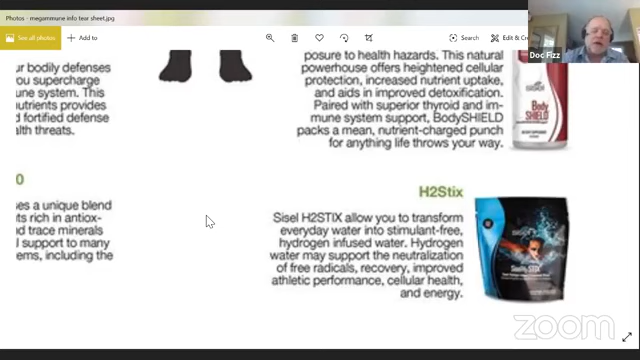 Photos - megammune info tear sheet.jpg
See all photos
Add to
Search
Edit & Cre
Doc Fizz
ur bodily defenses
ou supercharge
une system. This
utrients provides
d fortified defense
alth threats.
posure to health hazards. This natural
powerhouse offers heightened cellular
protection, increased nutrient uptake,
and aids in improved detoxification.
Paired with superior thyroid and im-
mune system support, BodySHIELD
packs a mean, nutrient-charged punch
for anything life throws your way.
Body
SHIELD
0
es a unique blend
ts rich in antiox-
d trace minerals
l support to many
ems, including the
H2Stix
Sisel H2STIX allow you to transform
everyday water into stimulant-free,
hydrogen infused water. Hydrogen
water may support the neutralization
of free radicals, recovery, improved
athletic performance, cellular health,
and energy.
zoom